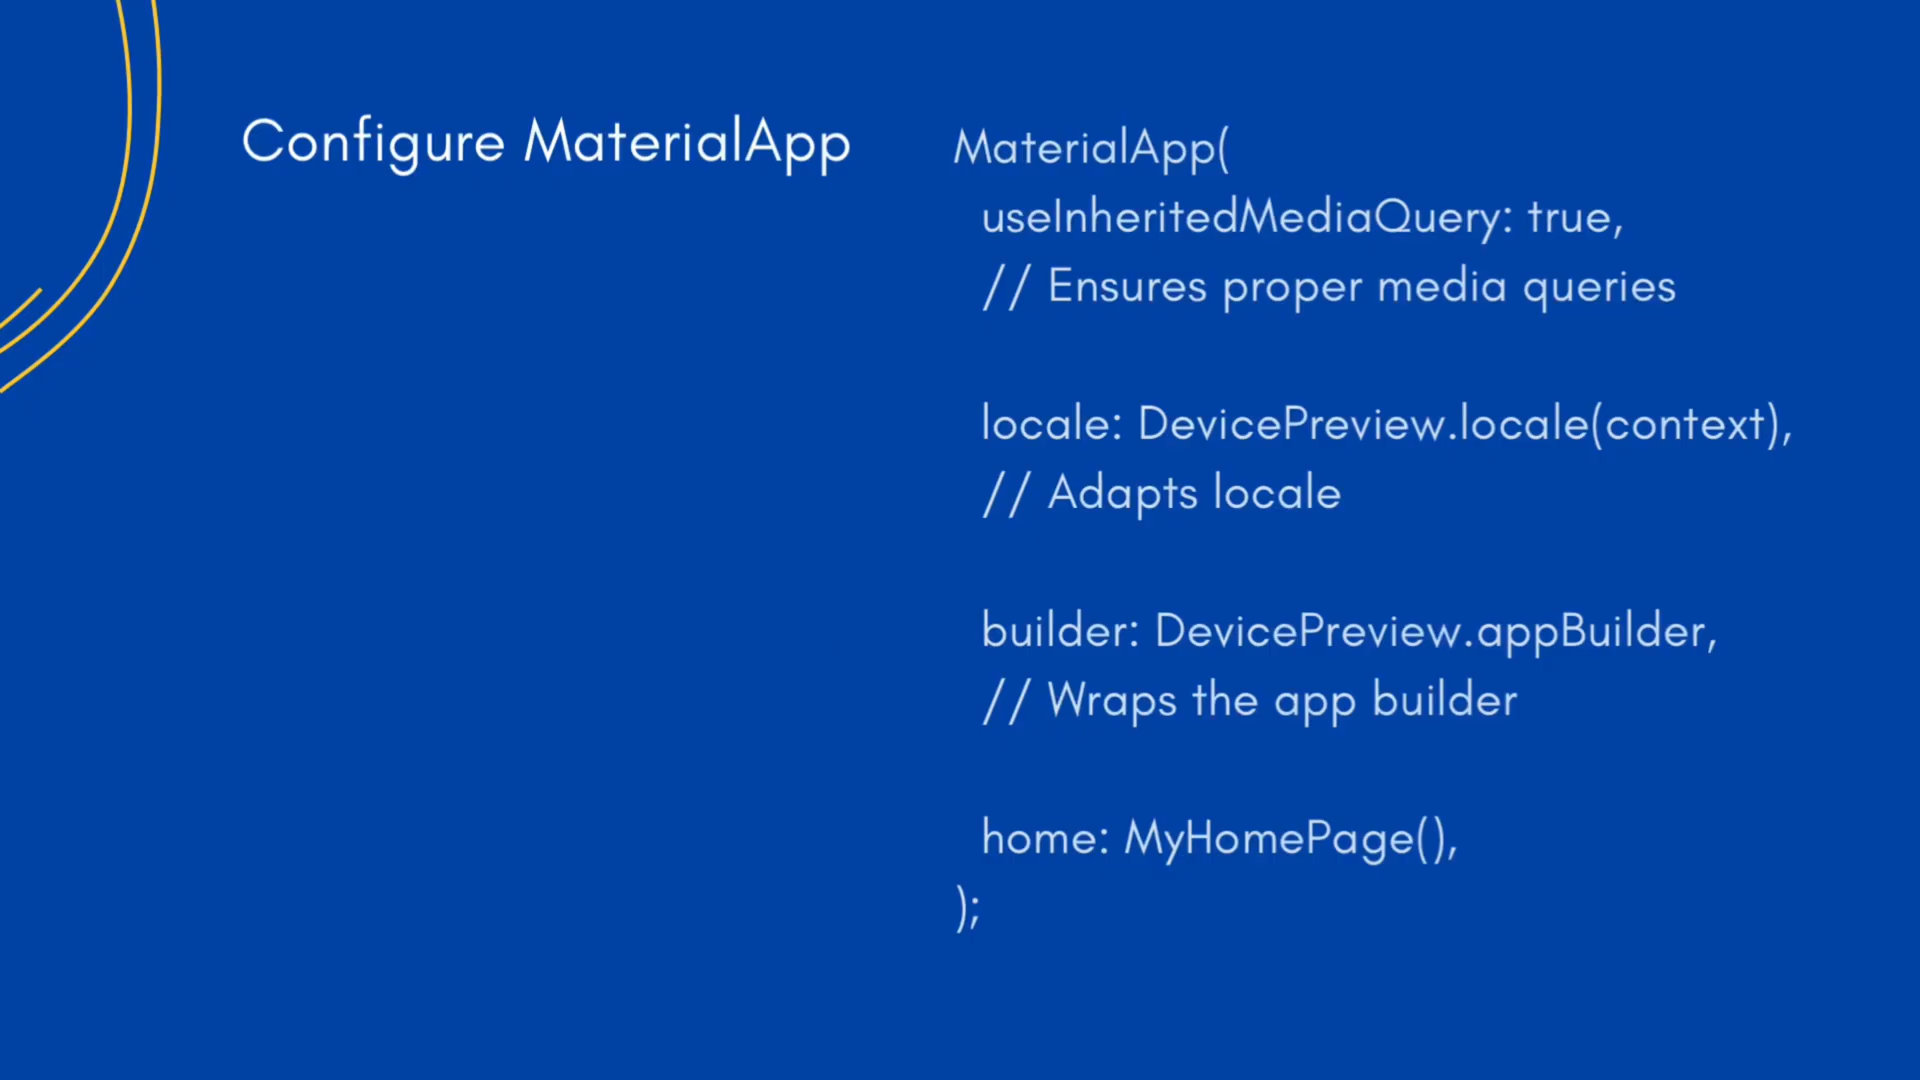 Configure MaterialApp
MaterialApp(
useInheritedMediaQuery: true,
// Ensures proper media queries
locale: DevicePreview.locale(context),
// Adapts locale
builder: DevicePreview.appBuilder,
// Wraps the app builder
home: MyHomePage(),
);